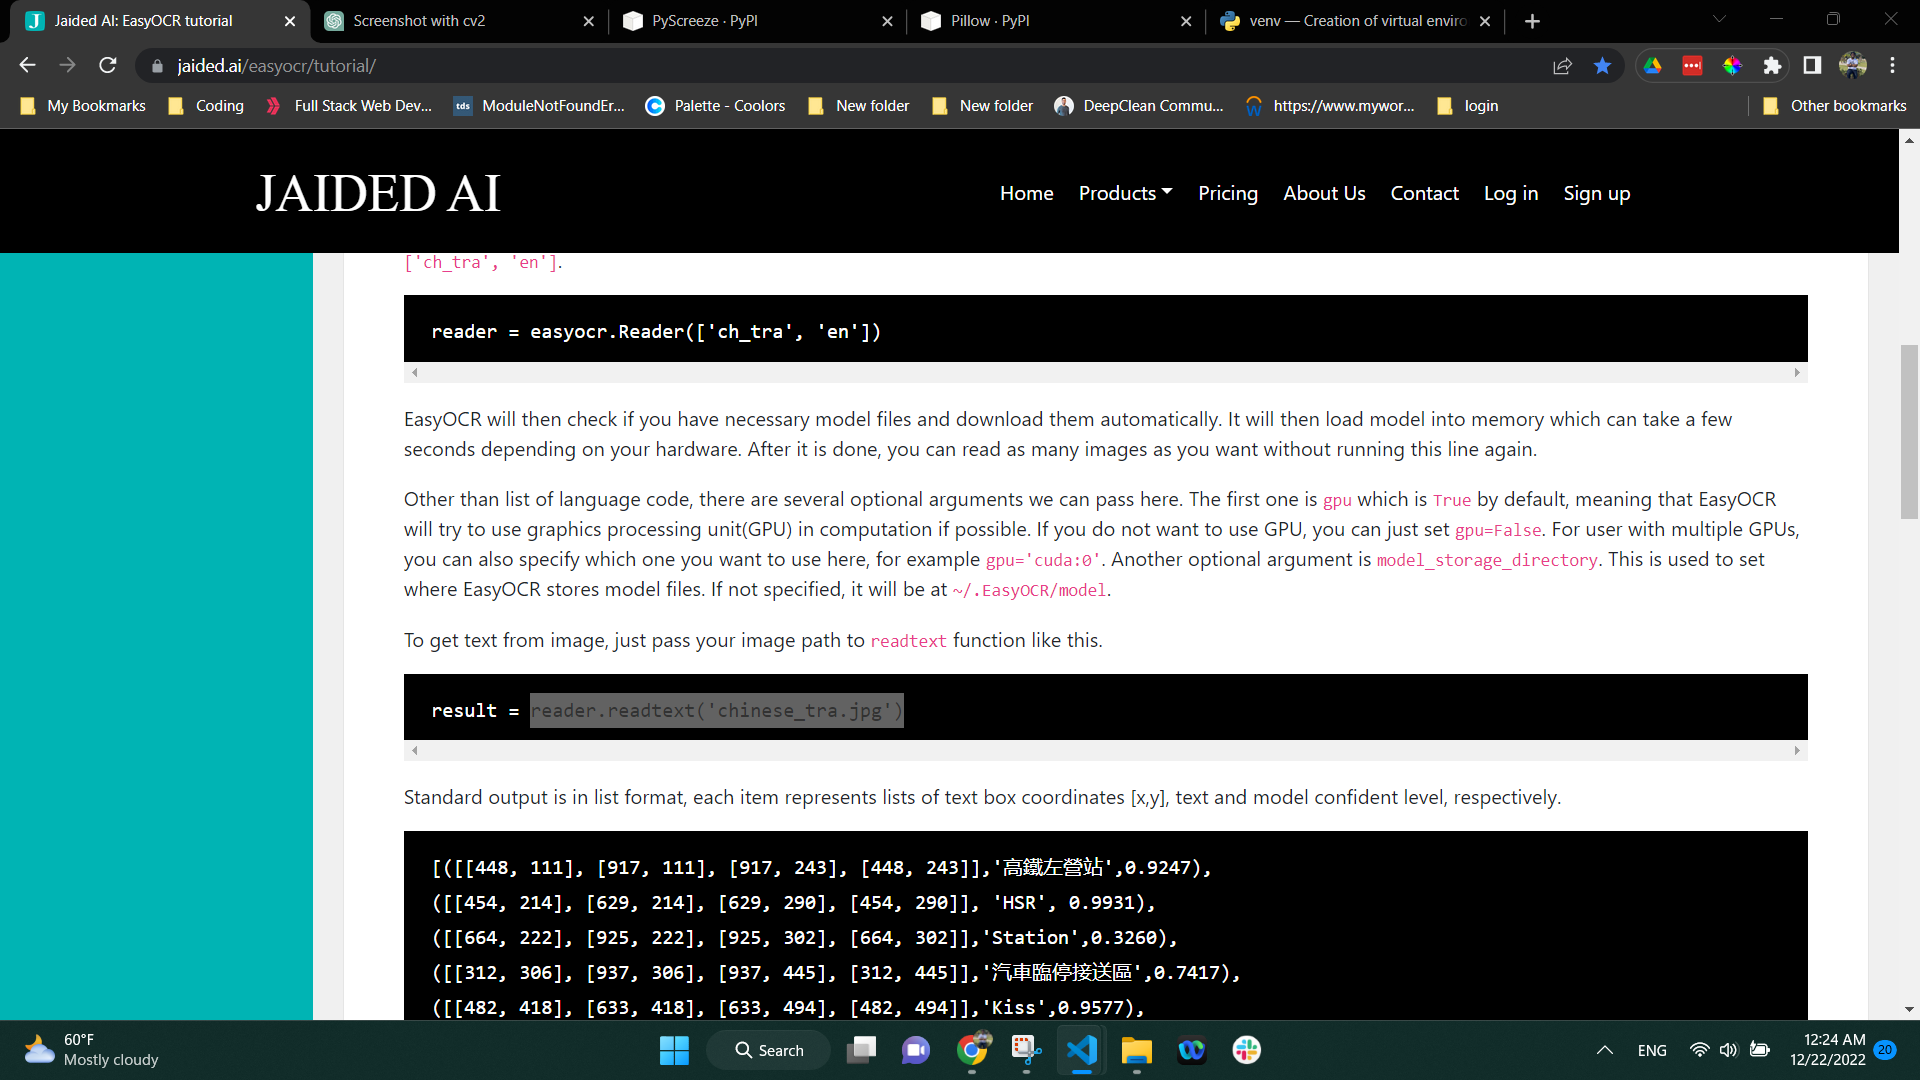 Jaided AI: EasyOCR tutorial
Screenshot with cv2
PyScreeze · PyPI
Pillow · PyPI
venv — Creation of virtual enviro
jaided.ai/easyocr/tutorial/
My Bookmarks
Coding
Full Stack Web Dev...
tds
ModuleNotFoundEr...
Palette - Coolors
New folder
New folder
DeepClean Commu...
https://www.mywor...
login
Other bookmarks
JAIDED AI
Home
Products
Pricing
About Us
Contact
Log in
Sign up
['ch_tra', 'en'].
reader = easyocr.Reader(['ch_tra', 'en'])
EasyOCR will then check if you have necessary model files and download them automatically. It will then load model into memory which can take a few
seconds depending on your hardware. After it is done, you can read as many images as you want without running this line again.
Other than list of language code, there are several optional arguments we can pass here. The first one is gpu which is True by default, meaning that EasyOCR
will try to use graphics processing unit(GPU) in computation if possible. If you do not want to use GPU, you can just set gpu=False. For user with multiple GPUs,
you can also specify which one you want to use here, for example gpu='cuda:0'. Another optional argument is model_storage_directory. This is used to set
where EasyOCR stores model files. If not specified, it will be at ~/.EasyOCR/model.
To get text from image, just pass your image path to readtext function like this.
result = reader.readtext('chinese_tra.jpg')
Standard output is in list format, each item represents lists of text box coordinates [x,y], text and model confident level, respectively.
[([[448, 111], [917, 111], [917, 243], [448, 243]],'高鐵左營站',0.9247),
([[454, 214], [629, 214], [629, 290], [454, 290]], 'HSR', 0.9931),
([[664, 222], [925, 222], [925, 302], [664, 302]],'Station',0.3260),
([[312, 306], [937, 306], [937, 445], [312, 445]],'汽車臨停接送區',0.7417),
([[482, 418], [633, 418], [633, 494], [482, 494]],'Kiss',0.9577),
60°F
Mostly cloudy
Search
ENG
12:24 AM
12/22/2022
20